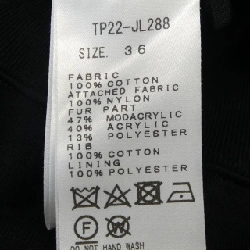 TP22-JL288
SIZE. 36
FABRIC
100% COTTON
ATTACHED FABRIC
100% NYLON
FUR PART
47% MODACRYLIC
40% ACRYLIC
13% POLYESTER
RIB
100% COTTON
LINING
100% POLYESTER
F W
DO NOT HAND WASH